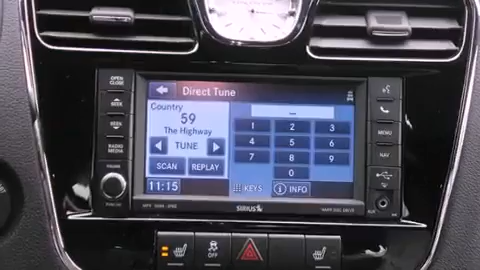 OPEN
CLOSE
SEEK
SEEK
RADIO
MEDIA
Direct Tune
Country
59
The Highway
TUNE
SCAN
REPLAY
11:15
1 2 3
4 5 6
7 8 9
0
KEYS
INFO
MENU
NAV
SIRIUS
OFF